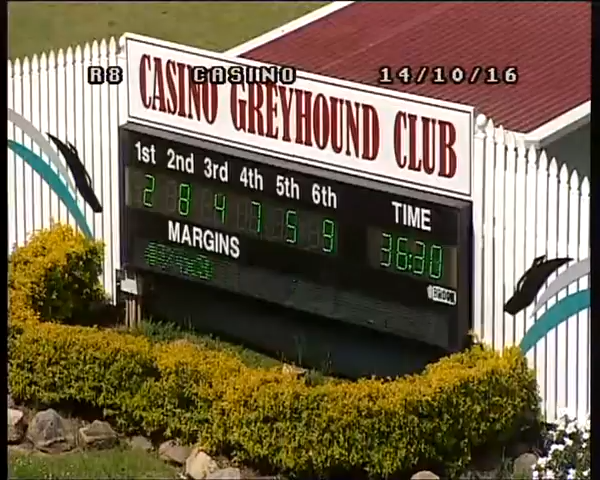 R8 CASINO 14/10/16
CASINO GREYHOUND CLUB
1st 2nd 3rd 4th 5th 6th
2 8 4 7 5 9
TIME
36:30
MARGINS